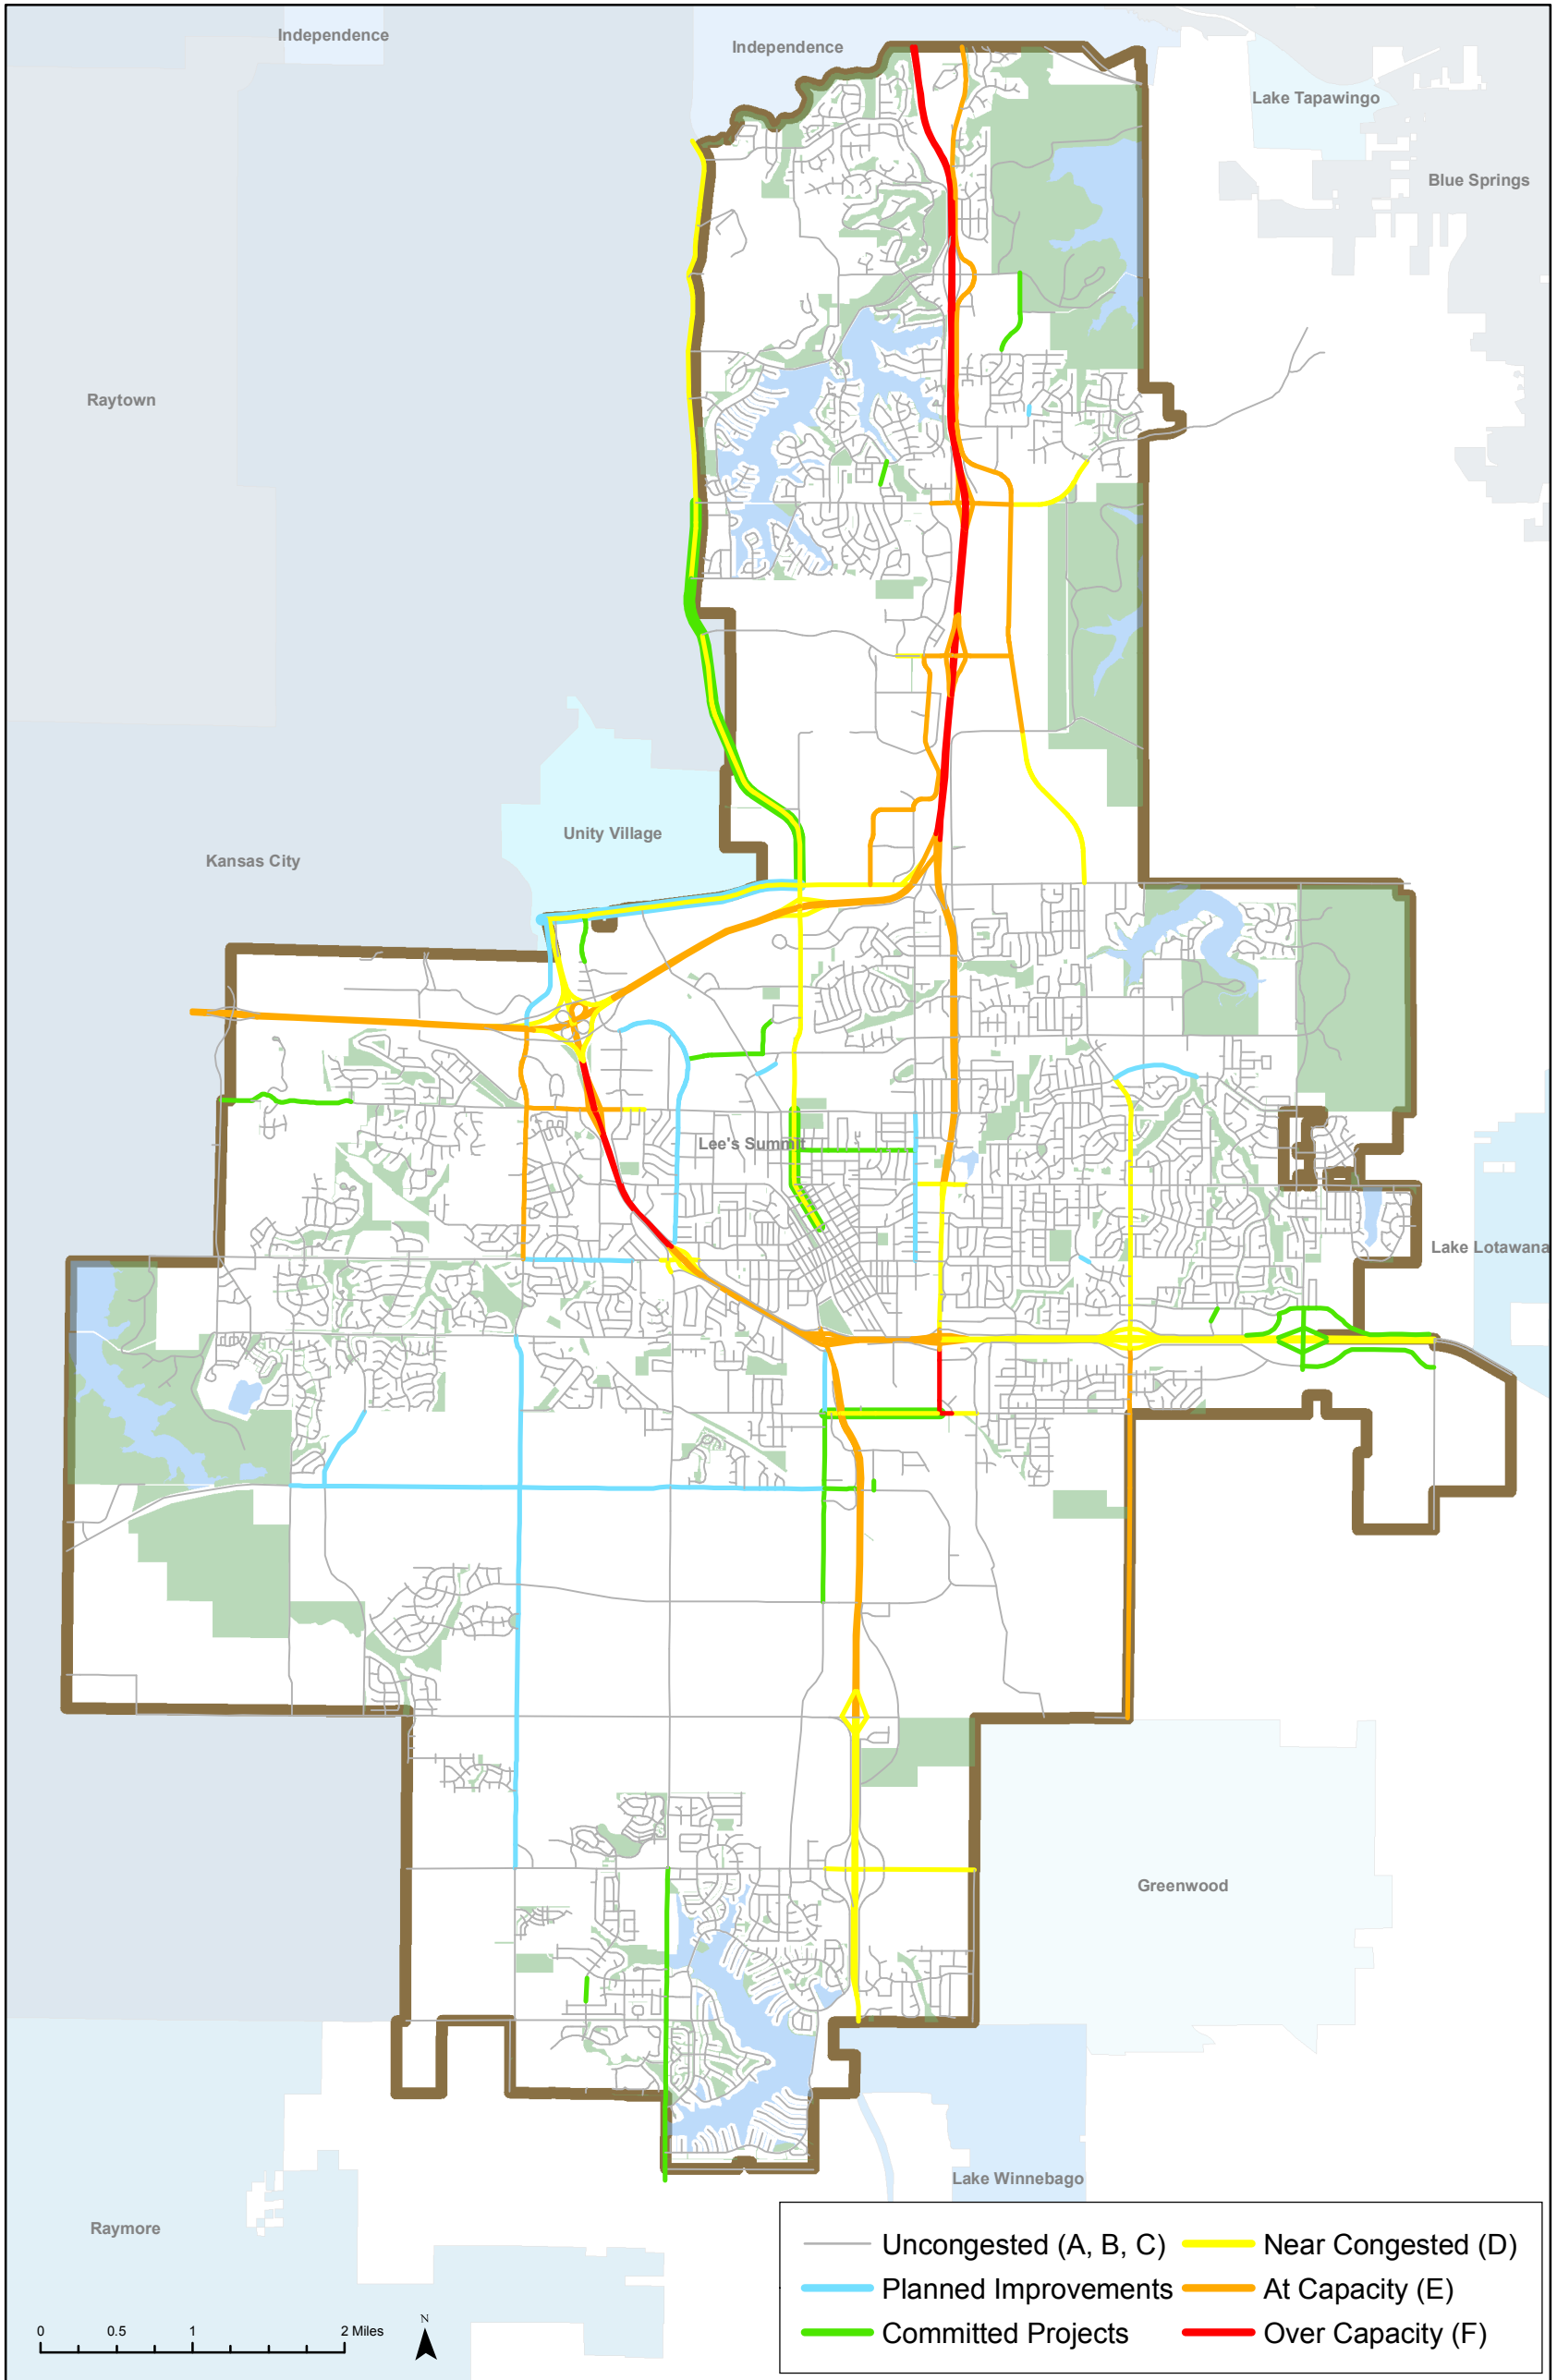 Independence
Independence
Lake Tapawingo
Blue Springs
Raytown
Unity Village
Kansas City
Lee's Summit
Lake Lotawana
Greenwood
Lake Winnebago
Raymore
Uncongested (A, B, C)
Near Congested (D)
Planned Improvements
At Capacity (E)
Committed Projects
Over Capacity (F)
0 0.5 1 2 Miles
N